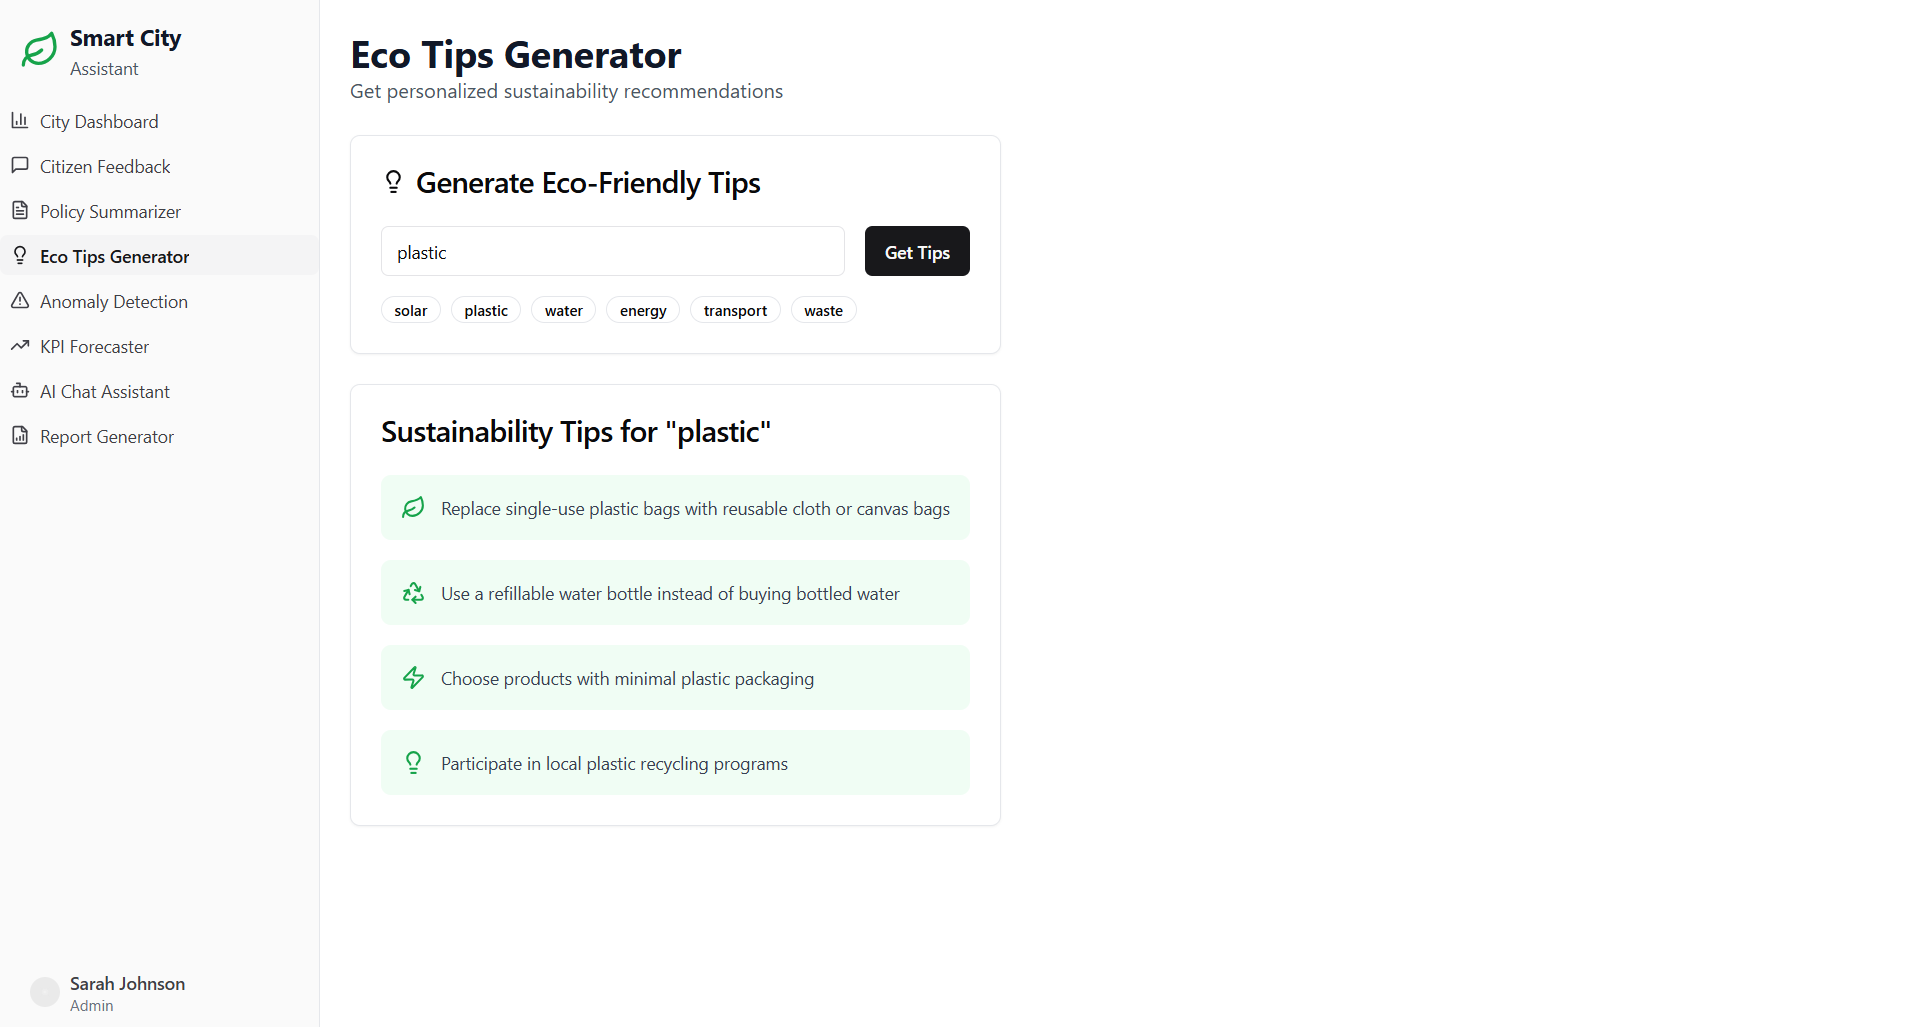 Smart City
Assistant
City Dashboard
Citizen Feedback
Policy Summarizer
Eco Tips Generator
Anomaly Detection
KPI Forecaster
AI Chat Assistant
Report Generator
Sarah Johnson
Admin
Eco Tips Generator
Get personalized sustainability recommendations
Generate Eco-Friendly Tips
plastic
Get Tips
solar plastic water energy transport waste
Sustainability Tips for "plastic"
Replace single-use plastic bags with reusable cloth or canvas bags
Use a refillable water bottle instead of buying bottled water
Choose products with minimal plastic packaging
Participate in local plastic recycling programs